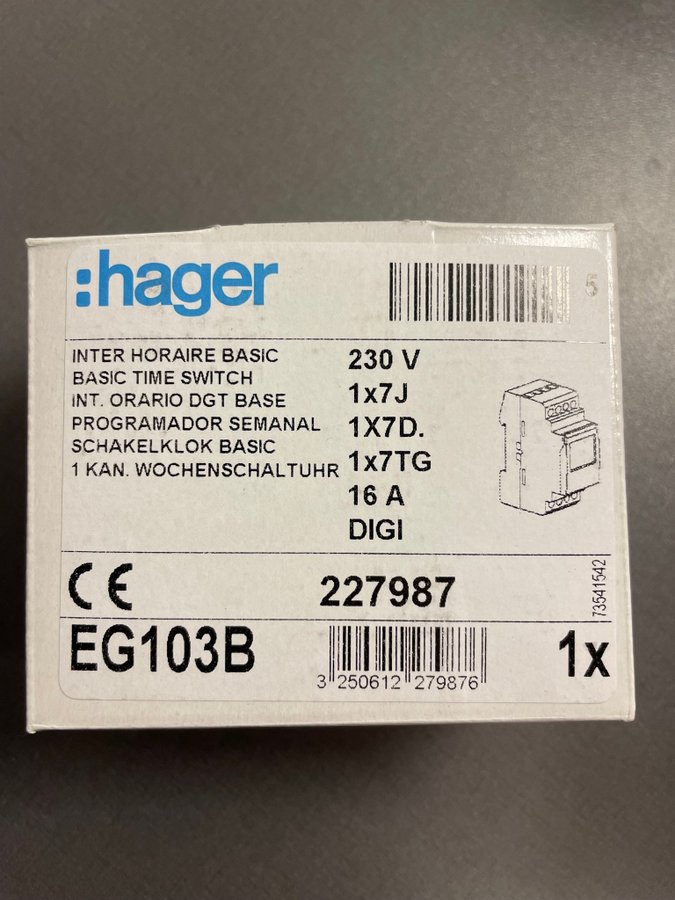 :hager
5
INTER HORAIRE BASIC
BASIC TIME SWITCH
INT. ORARIO DGT BASE
PROGRAMADOR SEMANAL
SCHAKELKLOK BASIC
1 KAN. WOCHENSCHALTUHR
230 V
1x7J
1X7D.
1x7TG
16 A
DIGI
CE
227987
73541542
EG103B
3 250612 279876
1x